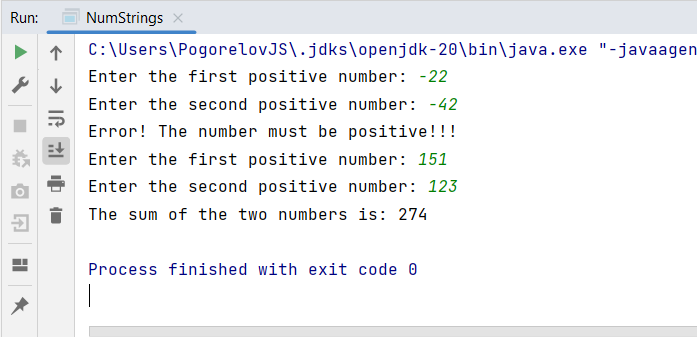 Run: NumStrings
C:\Users\PogorelovJS\.jdks\openjdk-20\bin\java.exe "-javaagen
Enter the first positive number: -22
Enter the second positive number: -42
Error! The number must be positive!!!
Enter the first positive number: 151
Enter the second positive number: 123
The sum of the two numbers is: 274
Process finished with exit code 0